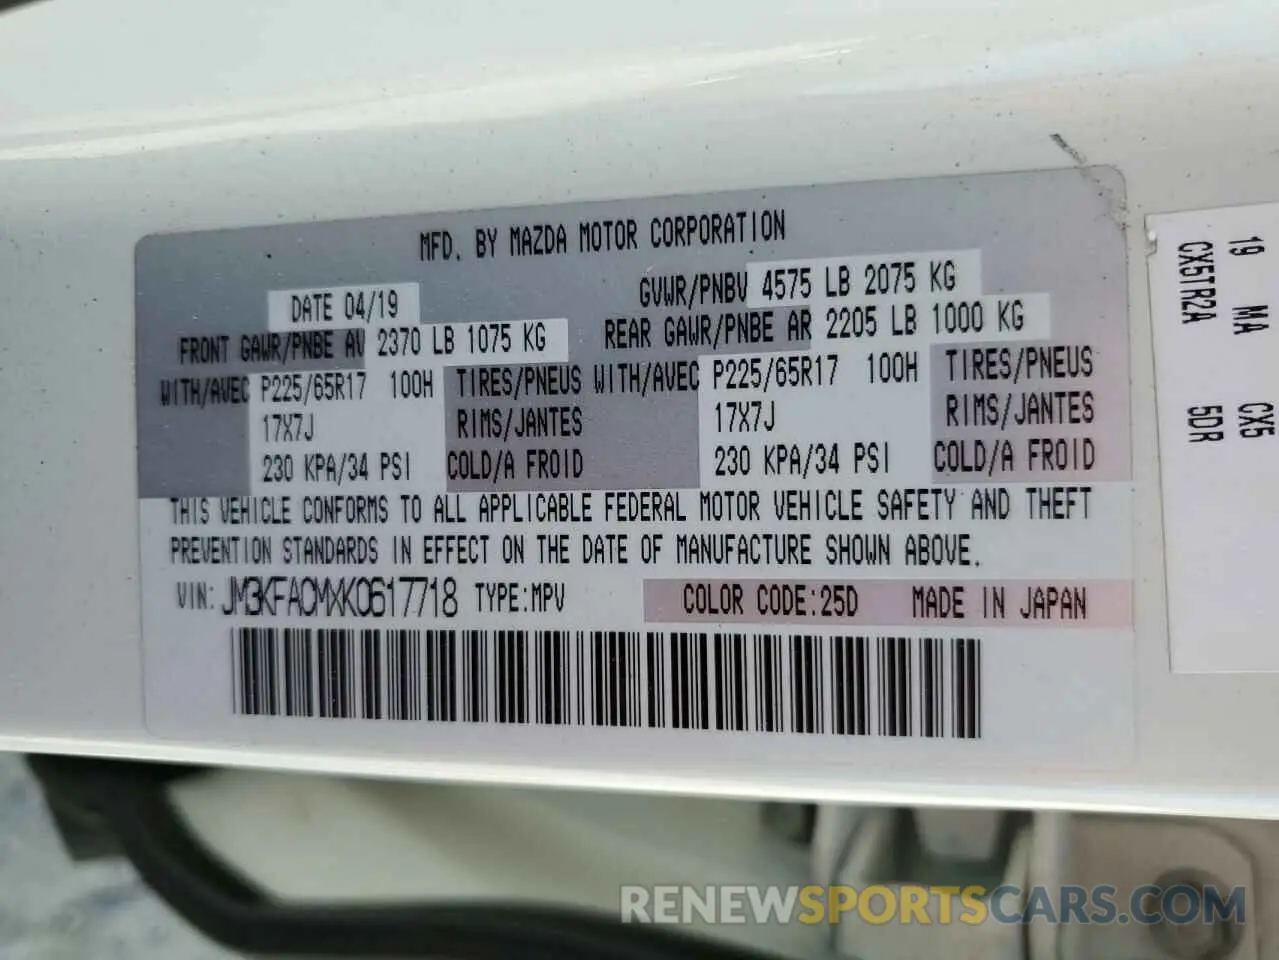 MFD. BY MAZDA MOTOR CORPORATION
DATE 04/19
GVWR/PNBV 4575 LB 2075 KG
FRONT GAWR/PNBE AV 2370 LB 1075 KG
REAR GAWR/PNBE AR 2205 LB 1000 KG
WITH/AVEC P225/65R17 100H TIRES/PNEUS WITH/AVEC P225/65R17 100H TIRES/PNEUS
17X7J RIMS/JANTES 17X7J RIMS/JANTES
230 KPA/34 PSI COLD/A FROID 230 KPA/34 PSI COLD/A FROID
THIS VEHICLE CONFORMS TO ALL APPLICABLE FEDERAL MOTOR VEHICLE SAFETY AND THEFT
PREVENTION STANDARDS IN EFFECT ON THE DATE OF MANUFACTURE SHOWN ABOVE.
VIN: JM3KFACMXK0617718 TYPE:MPV COLOR CODE:25D MADE IN JAPAN
19 MA CX5
CX5TR2A 5DR
RENEWSPORTSCARS.COM